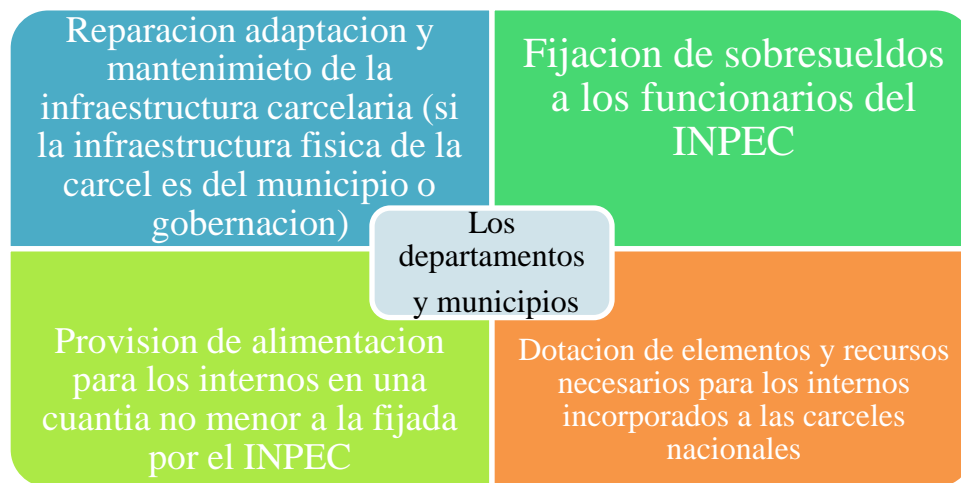 Reparacion adaptacion y
mantenimieto de la
infraestructura carcelaria (si
la infraestructura fisica de la
carcel es del municipio o
gobernacion)
Fijacion de sobresueldos
a los funcionarios del
INPEC
Los
departamentos
y municipios
Provision de alimentacion
para los internos en una
cuantia no menor a la fijada
por el INPEC
Dotacion de elementos y recursos
necesarios para los internos
incorporados a las carceles
nacionales